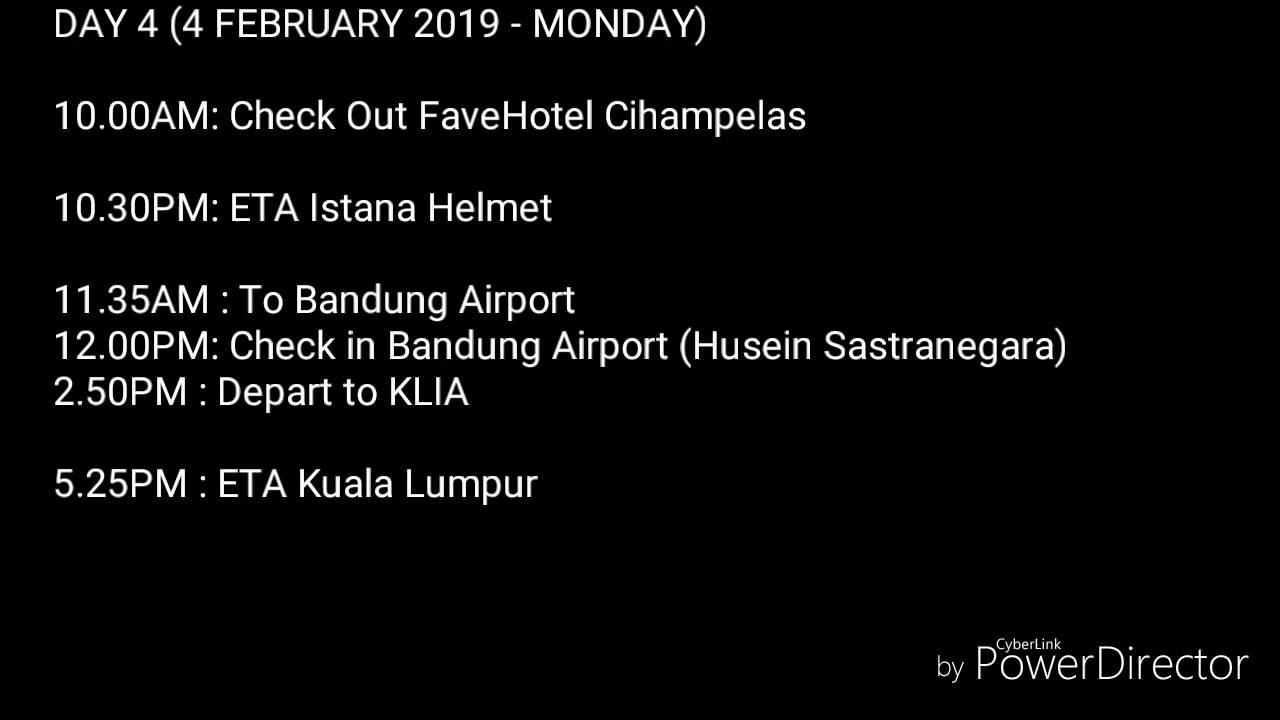 DAY 4 (4 FEBRUARY 2019 - MONDAY)
10.00AM: Check Out FaveHotel Cihampelas
10.30PM: ETA Istana Helmet
11.35AM : To Bandung Airport
12.00PM: Check in Bandung Airport (Husein Sastranegara)
2.50PM : Depart to KLIA
5.25PM : ETA Kuala Lumpur
CyberLink
by PowerDirector